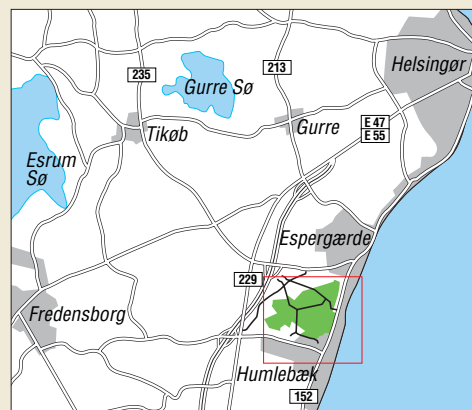 Helsingør
235
213
Gurre Sø
E 47
E 55
Tikøb
Gurre
Esrum
Sø
Espergærde
229
Fredensborg
Humlebæk
152